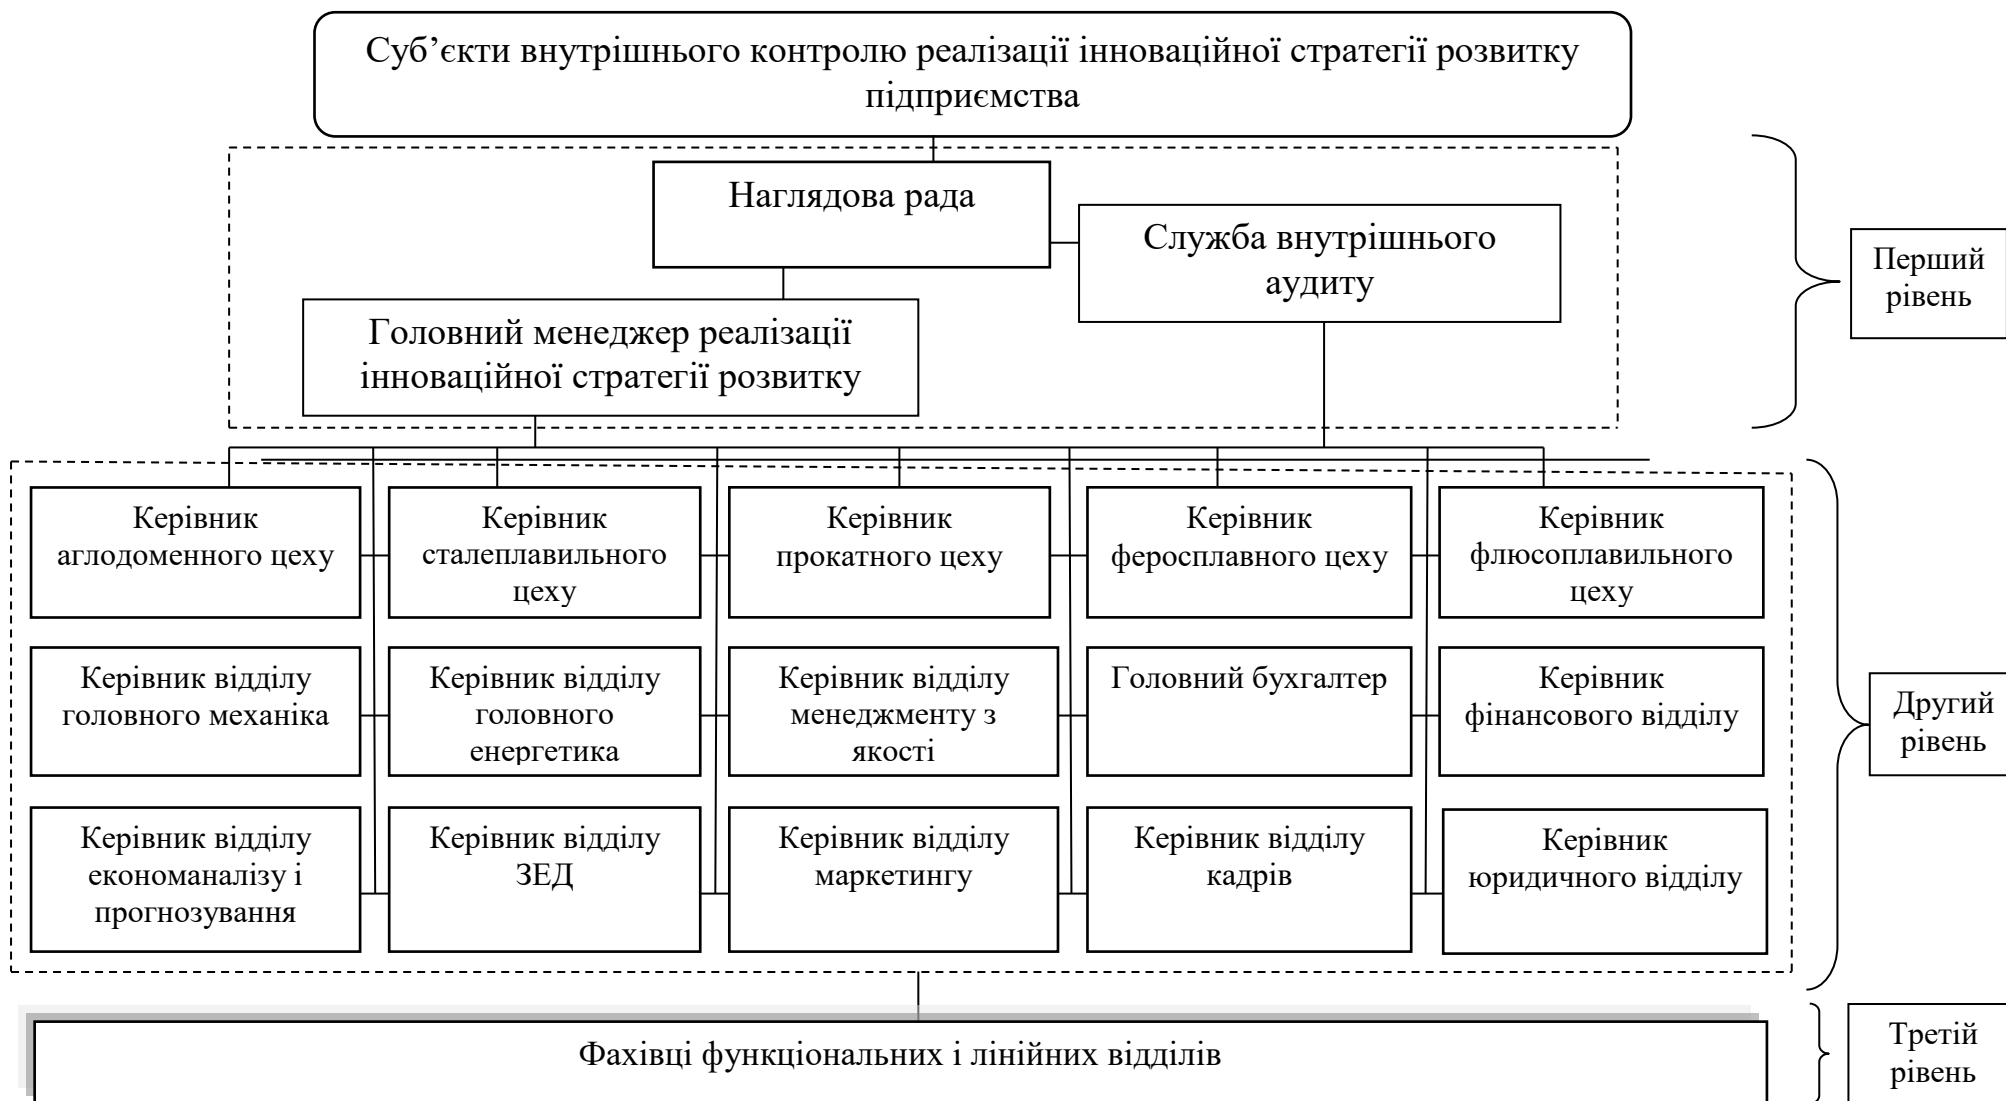 Суб’єкти внутрішнього контролю реалізації інноваційної стратегії розвитку
підприємства
Наглядова рада
Служба внутрішнього
аудиту
Головний менеджер реалізації
інноваційної стратегії розвитку
Перший
рівень
Керівник
аглодоменного цеху
Керівник
сталеплавильного
цеху
Керівник
прокатного цеху
Керівник
феросплавного цеху
Керівник
флюсоплавильного
цеху
Керівник відділу
головного механіка
Керівник відділу
головного
енергетика
Керівник відділу
менеджменту з
якості
Головний бухгалтер
Керівник
фінансового відділу
Другий
рівень
Керівник відділу
економаналізу і
прогнозування
Керівник відділу
ЗЕД
Керівник відділу
маркетингу
Керівник відділу
кадрів
Керівник
юридичного відділу
Фахівці функціональних і лінійних відділів
Третій
рівень